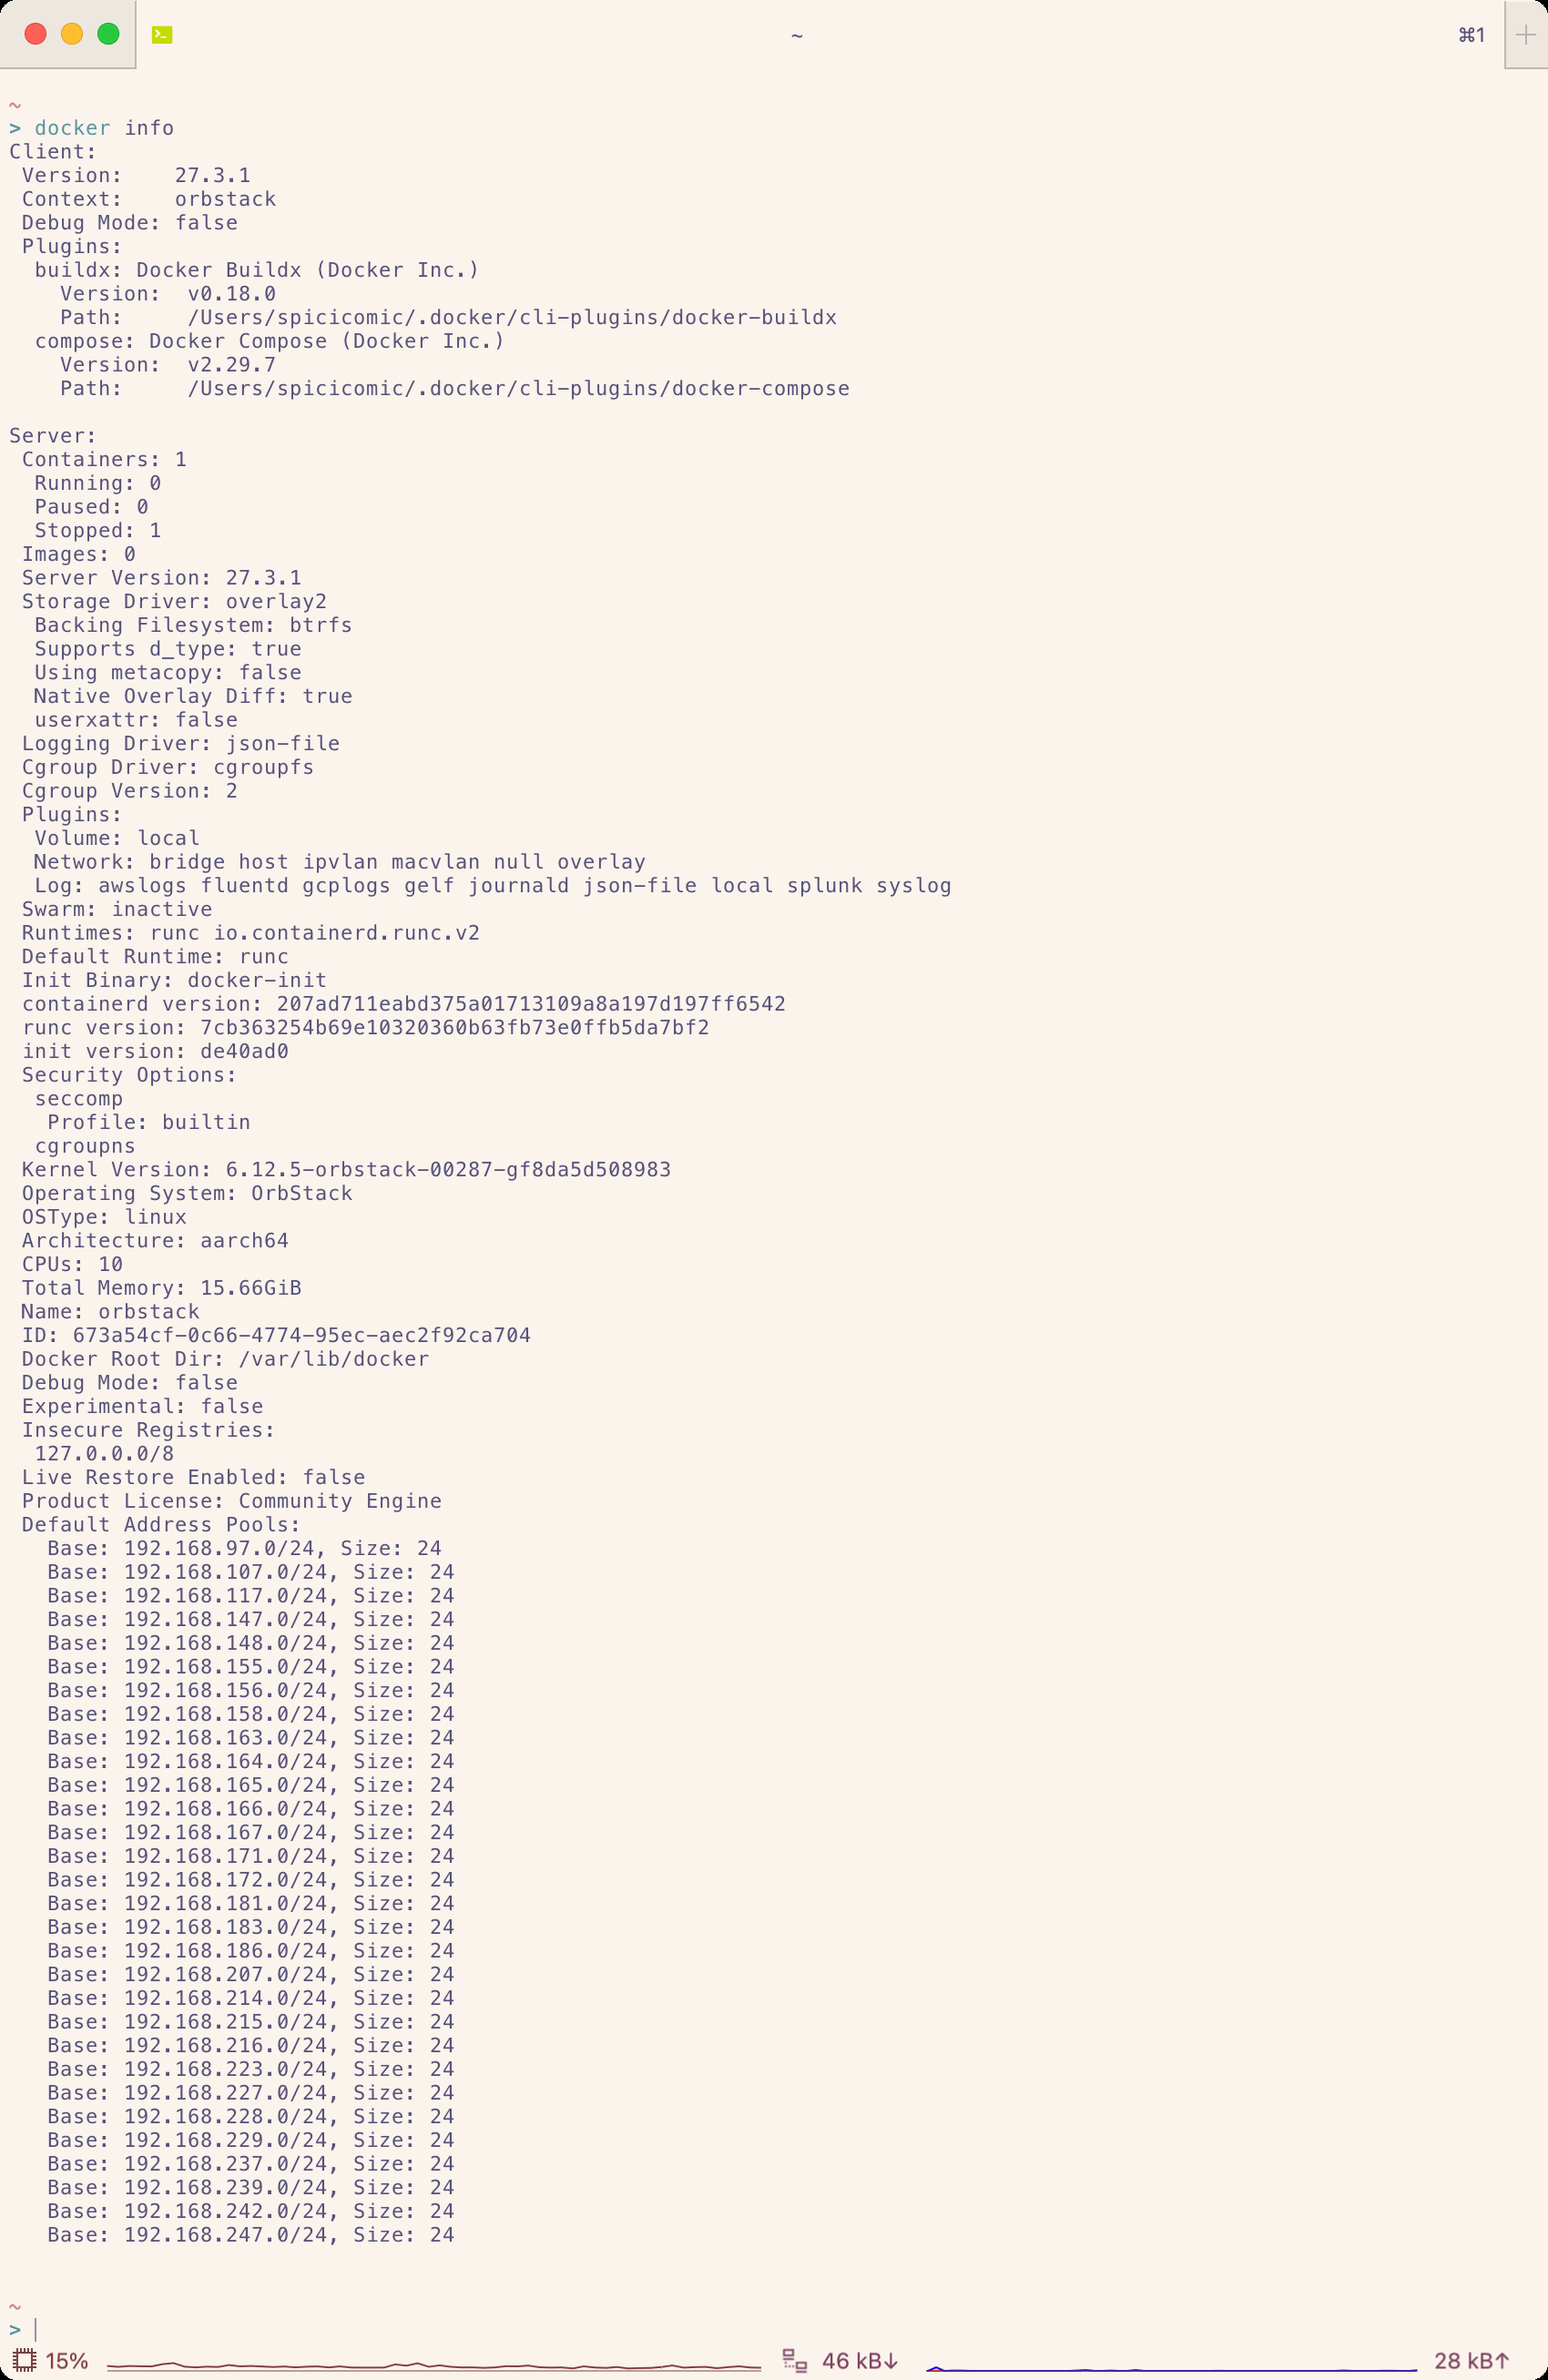 ~
⌘1
~
> docker info
Client:
 Version:    27.3.1
 Context:    orbstack
 Debug Mode: false
 Plugins:
  buildx: Docker Buildx (Docker Inc.)
    Version:  v0.18.0
    Path:     /Users/spicicomic/.docker/cli-plugins/docker-buildx
  compose: Docker Compose (Docker Inc.)
    Version:  v2.29.7
    Path:     /Users/spicicomic/.docker/cli-plugins/docker-compose

Server:
 Containers: 1
  Running: 0
  Paused: 0
  Stopped: 1
 Images: 0
 Server Version: 27.3.1
 Storage Driver: overlay2
  Backing Filesystem: btrfs
  Supports d_type: true
  Using metacopy: false
  Native Overlay Diff: true
  userxattr: false
 Logging Driver: json-file
 Cgroup Driver: cgroupfs
 Cgroup Version: 2
 Plugins:
  Volume: local
  Network: bridge host ipvlan macvlan null overlay
  Log: awslogs fluentd gcplogs gelf journald json-file local splunk syslog
 Swarm: inactive
 Runtimes: runc io.containerd.runc.v2
 Default Runtime: runc
 Init Binary: docker-init
 containerd version: 207ad711eabd375a01713109a8a197d197ff6542
 runc version: 7cb363254b69e10320360b63fb73e0ffb5da7bf2
 init version: de40ad0
 Security Options:
  seccomp
   Profile: builtin
  cgroupns
 Kernel Version: 6.12.5-orbstack-00287-gf8da5d508983
 Operating System: OrbStack
 OSType: linux
 Architecture: aarch64
 CPUs: 10
 Total Memory: 15.66GiB
 Name: orbstack
 ID: 673a54cf-0c66-4774-95ec-aec2f92ca704
 Docker Root Dir: /var/lib/docker
 Debug Mode: false
 Experimental: false
 Insecure Registries:
  127.0.0.0/8
 Live Restore Enabled: false
 Product License: Community Engine
 Default Address Pools:
   Base: 192.168.97.0/24, Size: 24
   Base: 192.168.107.0/24, Size: 24
   Base: 192.168.117.0/24, Size: 24
   Base: 192.168.147.0/24, Size: 24
   Base: 192.168.148.0/24, Size: 24
   Base: 192.168.155.0/24, Size: 24
   Base: 192.168.156.0/24, Size: 24
   Base: 192.168.158.0/24, Size: 24
   Base: 192.168.163.0/24, Size: 24
   Base: 192.168.164.0/24, Size: 24
   Base: 192.168.165.0/24, Size: 24
   Base: 192.168.166.0/24, Size: 24
   Base: 192.168.167.0/24, Size: 24
   Base: 192.168.171.0/24, Size: 24
   Base: 192.168.172.0/24, Size: 24
   Base: 192.168.181.0/24, Size: 24
   Base: 192.168.183.0/24, Size: 24
   Base: 192.168.186.0/24, Size: 24
   Base: 192.168.207.0/24, Size: 24
   Base: 192.168.214.0/24, Size: 24
   Base: 192.168.215.0/24, Size: 24
   Base: 192.168.216.0/24, Size: 24
   Base: 192.168.223.0/24, Size: 24
   Base: 192.168.227.0/24, Size: 24
   Base: 192.168.228.0/24, Size: 24
   Base: 192.168.229.0/24, Size: 24
   Base: 192.168.237.0/24, Size: 24
   Base: 192.168.239.0/24, Size: 24
   Base: 192.168.242.0/24, Size: 24
   Base: 192.168.247.0/24, Size: 24

~
>
15%
46 kB↓
28 kB↑